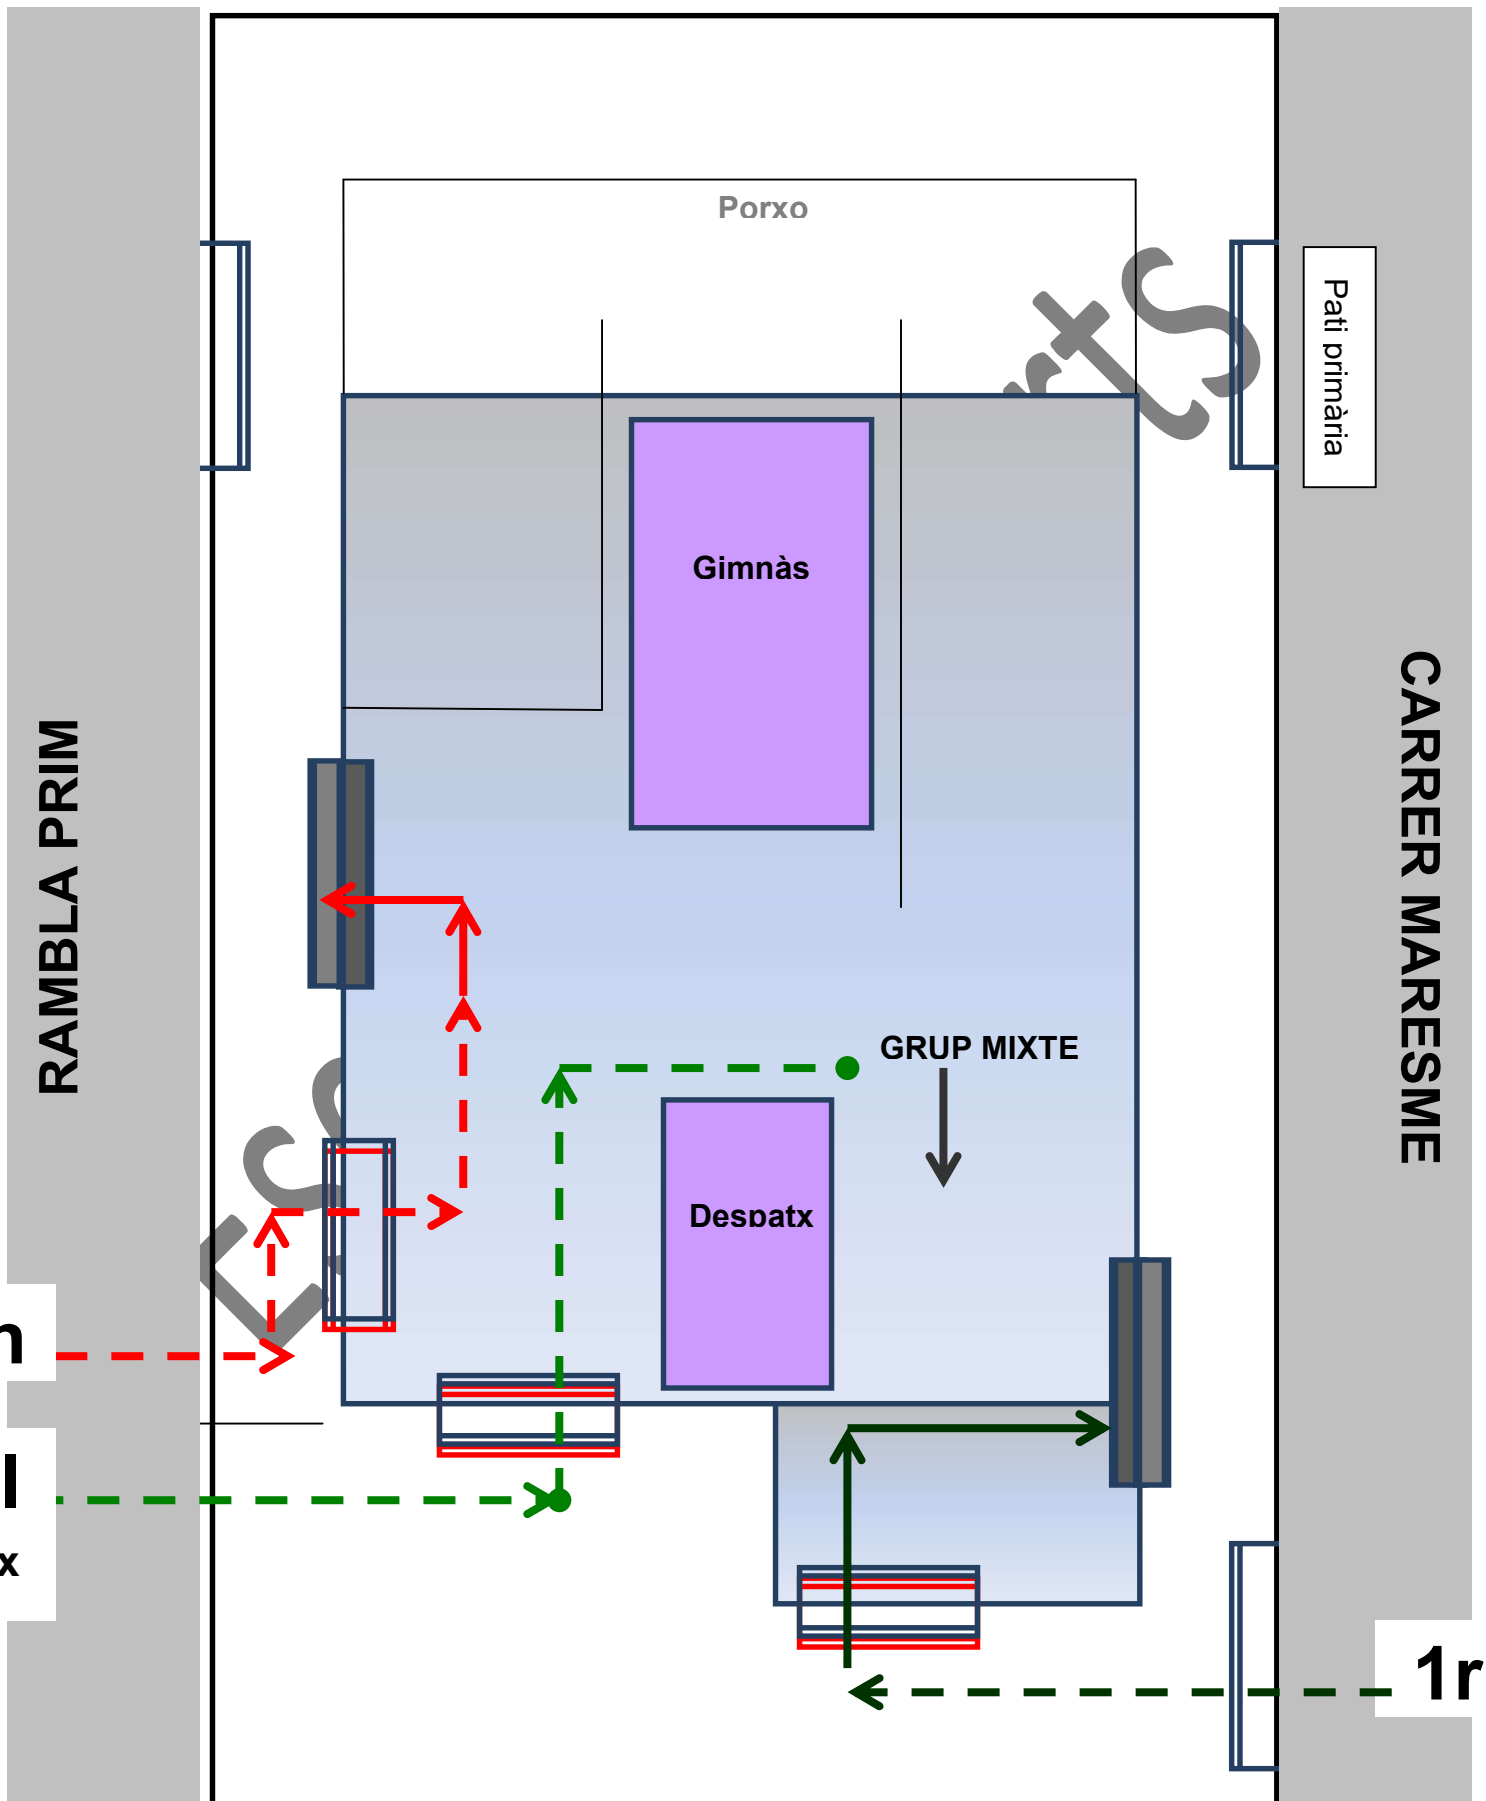 Porxo
Pati primària
Gimnàs
RAMBLA PRIM
CARRER MARESME
GRUP MIXTE
Despatx
n
l
x
1r